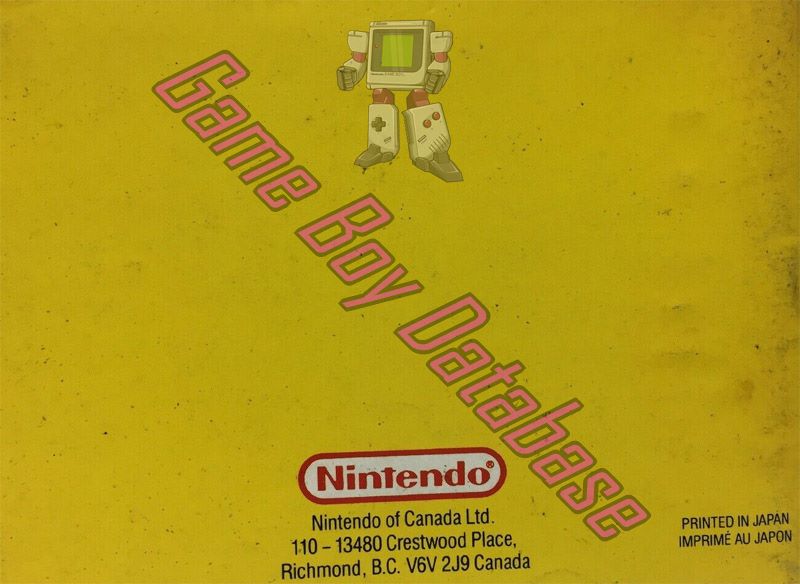 Game Boy Database
Nintendo®
Nintendo of Canada Ltd.
110 – 13480 Crestwood Place,
Richmond, B.C. V6V 2J9 Canada
PRINTED IN JAPAN
IMPRIMÉ AU JAPON